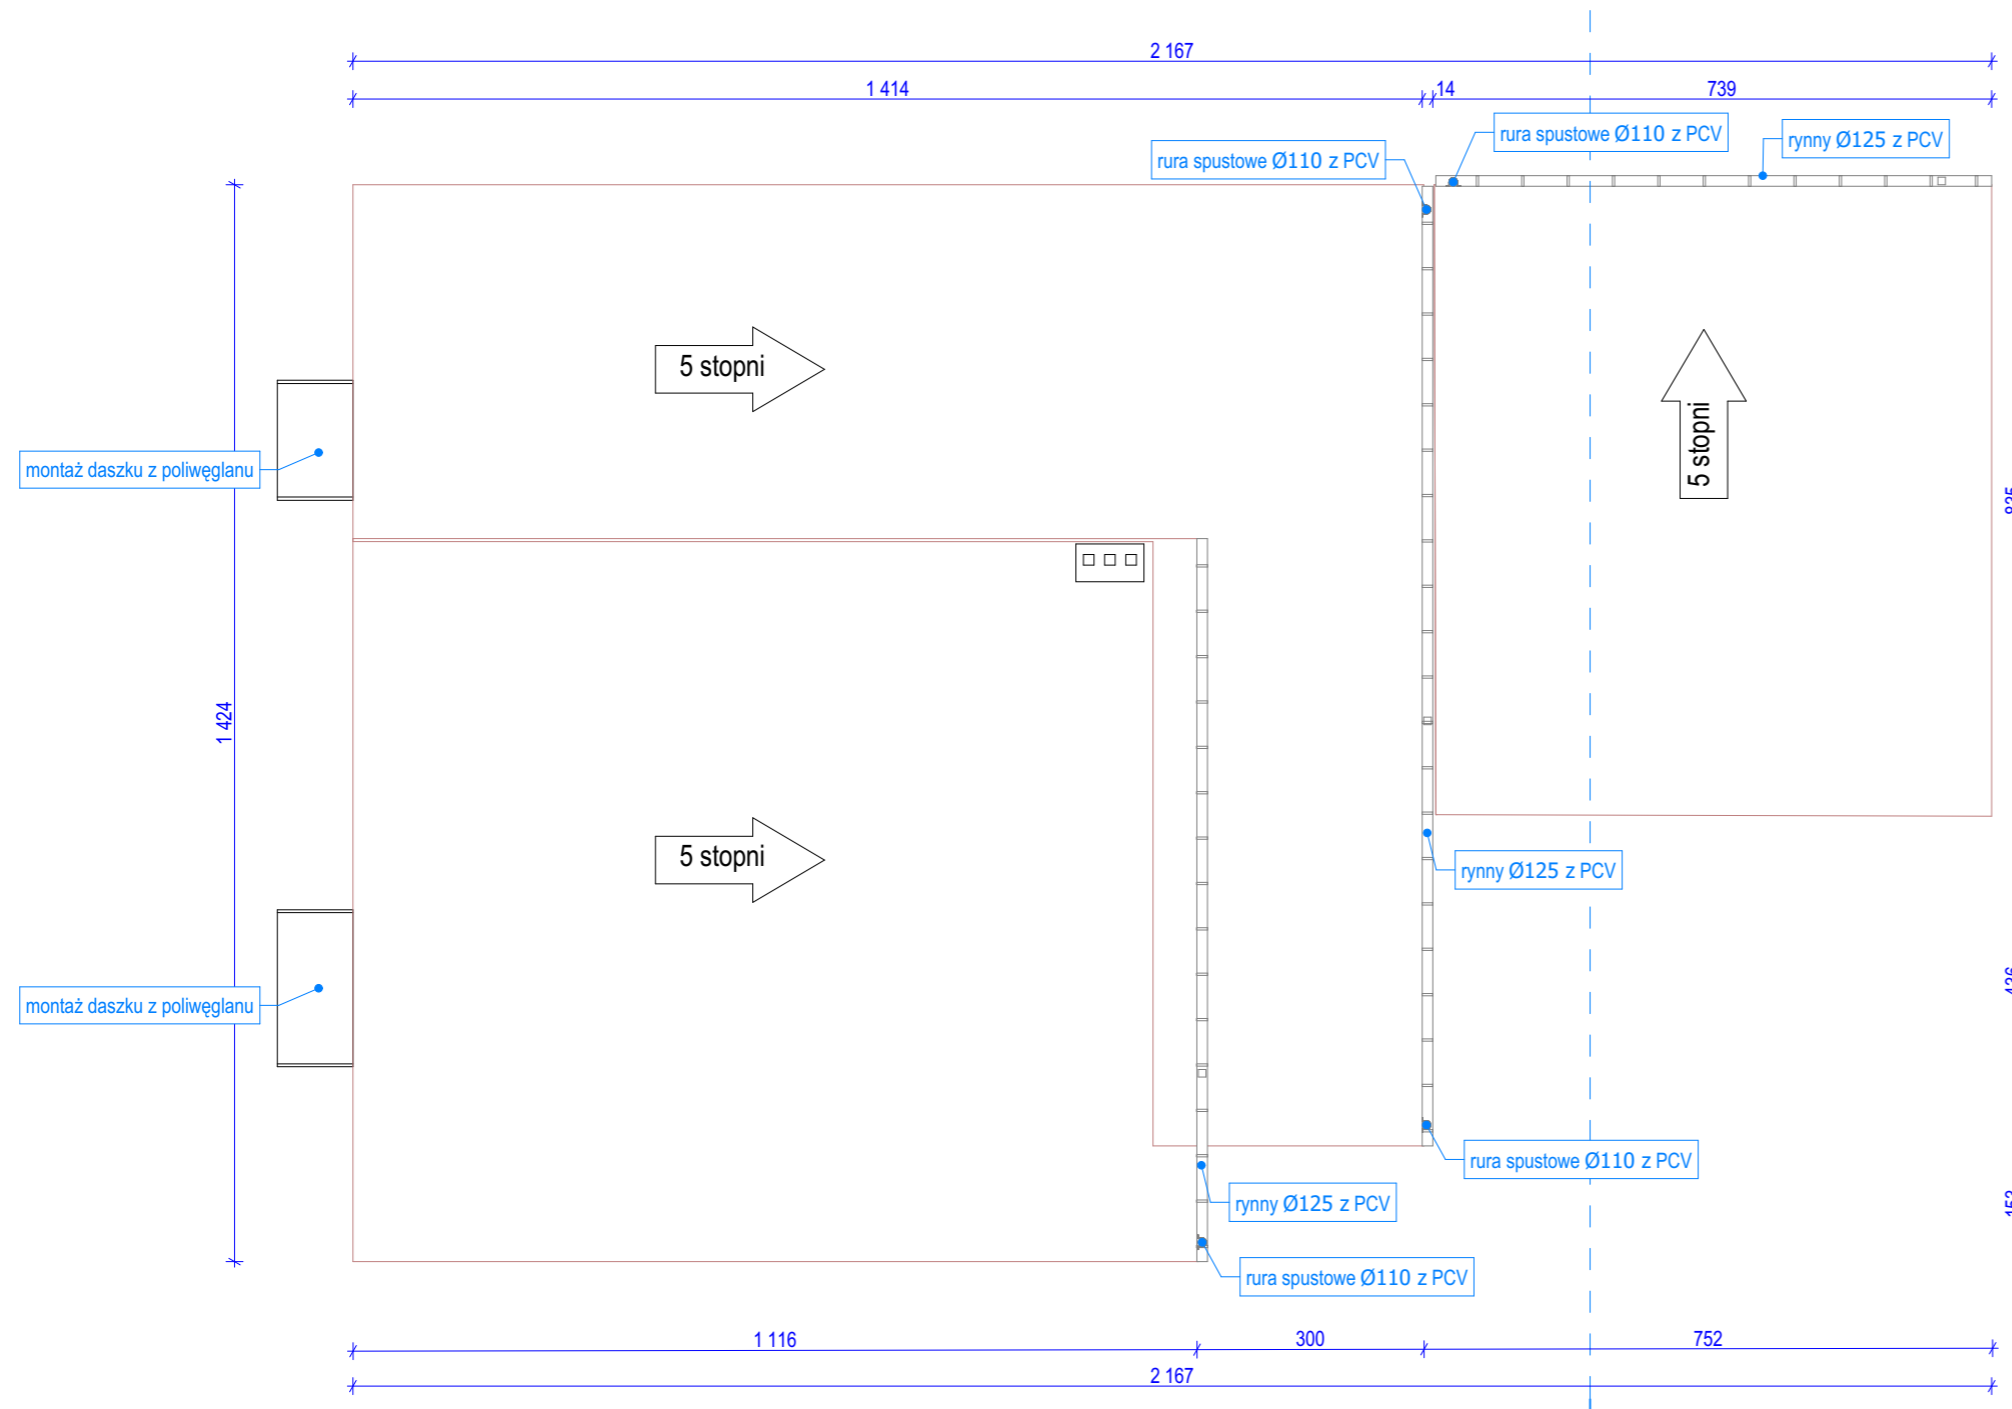 2 167
1 414
14
739
rura spustowe Ø110 z PCV
rynny Ø125 z PCV
rura spustowe Ø110 z PCV
5 stopni
5 stopni
montaż daszku z poliwęglanu
1 424
5 stopni
rynny Ø125 z PCV
montaż daszku z poliwęglanu
rura spustowe Ø110 z PCV
rynny Ø125 z PCV
rura spustowe Ø110 z PCV
1 116
300
752
2 167